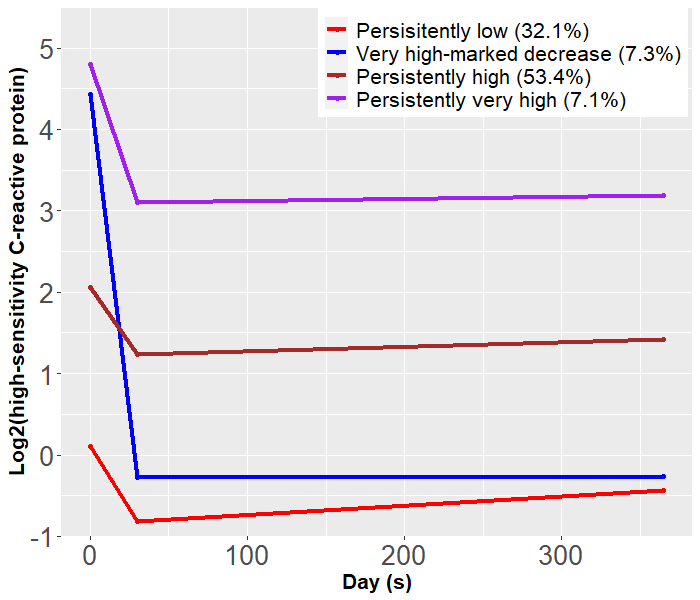 Persisitently low (32.1%)
Very high-marked decrease (7.3%)
Persistently high (53.4%)
Persistently very high (7.1%)
Log2(high-sensitivity C-reactive protein)
5
4
3
2
1
0
-1
0 100 200 300
Day (s)